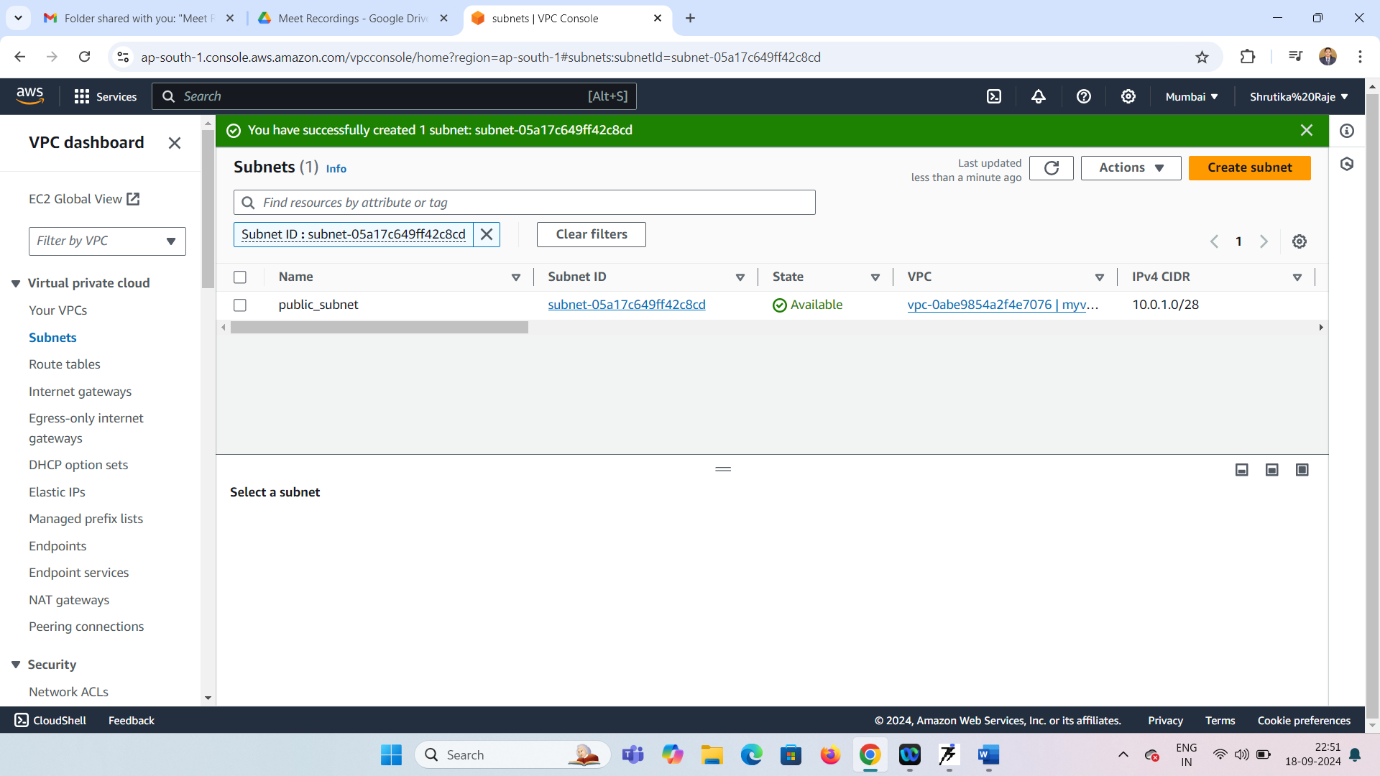 Folder shared with you: "Meet R
Meet Recordings - Google Drive
subnets | VPC Console
ap-south-1.console.aws.amazon.com/vpcconsole/home?region=ap-south-1#subnets:subnetId=subnet-05a17c649ff42c8cd
aws
Services
Search
[Alt+S]
Mumbai
Shrutika%20Raje
VPC dashboard
EC2 Global View
Filter by VPC
Virtual private cloud
Your VPCs
Subnets
Route tables
Internet gateways
Egress-only internet
gateways
DHCP option sets
Elastic IPs
Managed prefix lists
Endpoints
Endpoint services
NAT gateways
Peering connections
Security
Network ACLs
You have successfully created 1 subnet: subnet-05a17c649ff42c8cd
Subnets (1) Info
Last updated
less than a minute ago
Actions
Create subnet
Find resources by attribute or tag
Subnet ID : subnet-05a17c649ff42c8cd
Clear filters
1
Name Subnet ID State VPC IPv4 CIDR
public_subnet subnet-05a17c649ff42c8cd Available vpc-0abe9854a2f4e7076 | myv... 10.0.1.0/28
Select a subnet
CloudShell Feedback
© 2024, Amazon Web Services, Inc. or its affiliates. Privacy Terms Cookie preferences
Search
ENG
IN
22:51
18-09-2024